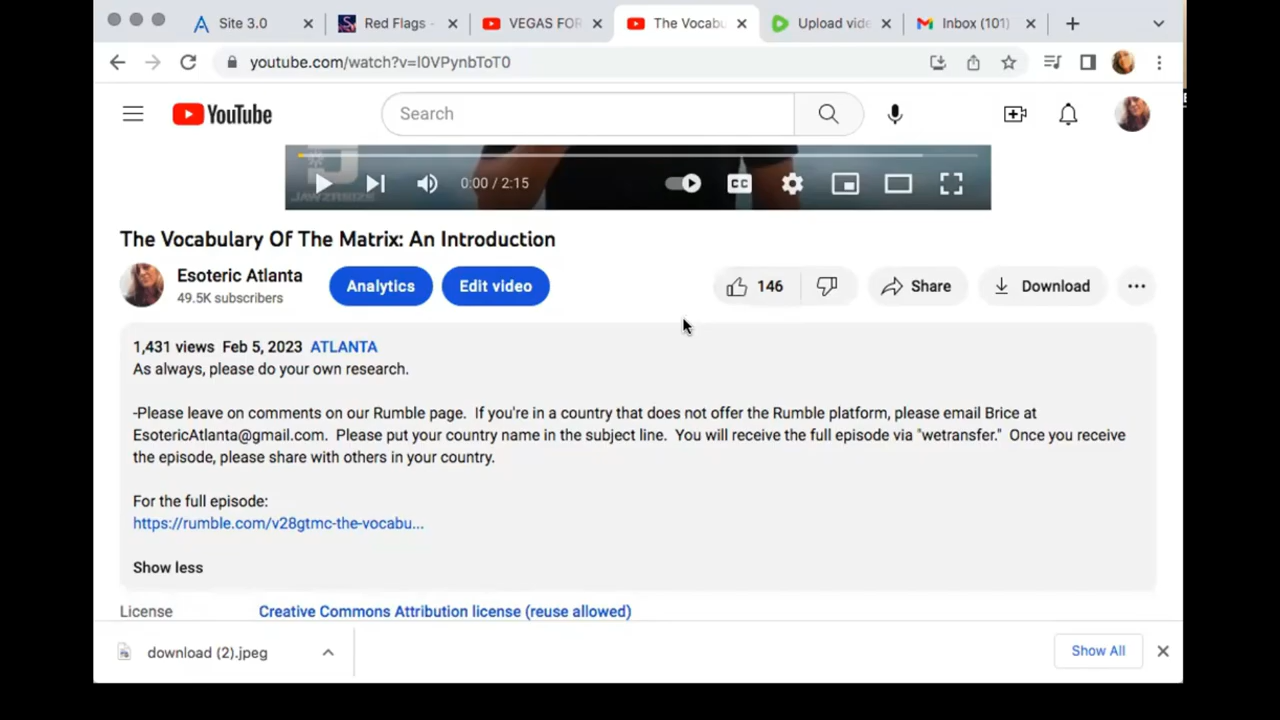 Site 3.0
Red Flags -
VEGAS FOR
The Vocabu
Upload vide
Inbox (101)
youtube.com/watch?v=I0VPynbToT0
YouTube
Search
JAWZRSIZE
0:00 / 2:15
CC
The Vocabulary Of The Matrix: An Introduction
Esoteric Atlanta
49.5K subscribers
Analytics
Edit video
146
Share
Download
1,431 views Feb 5, 2023 ATLANTA
As always, please do your own research.
-Please leave on comments on our Rumble page. If you're in a country that does not offer the Rumble platform, please email Brice at
EsotericAtlanta@gmail.com. Please put your country name in the subject line. You will receive the full episode via "wetransfer." Once you receive
the episode, please share with others in your country.
For the full episode:
https://rumble.com/v28gtmc-the-vocabu...
Show less
License
Creative Commons Attribution license (reuse allowed)
download (2).jpeg
Show All